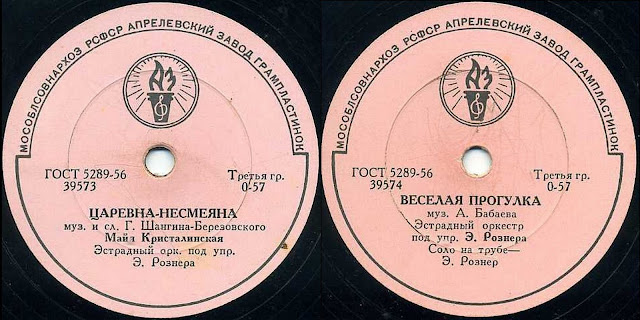 МОСОБЛСОВНАРХОЗ РСФСР АПРЕЛЕВСКИЙ ЗАВОД ГРАМПЛАСТИНОК
АЗ
ГОСТ 5289-56
39573
Третья гр.
0-57
ЦАРЕВНА-НЕСМЕЯНА
муз. и сл. Г. Шангина-Березовского
Майя Кристалинская
Эстрадный орк. под упр.
Э. Рознера
МОСОБЛСОВНАРХОЗ РСФСР АПРЕЛЕВСКИЙ ЗАВОД ГРАМПЛАСТИНОК
АЗ
ГОСТ 5289-56
39574
Третья гр.
0-57
ВЕСЕЛАЯ ПРОГУЛКА
муз. А. Бабаева
Эстрадный оркестр
под упр. Э. Рознера
Соло на трубе—
Э. Рознер